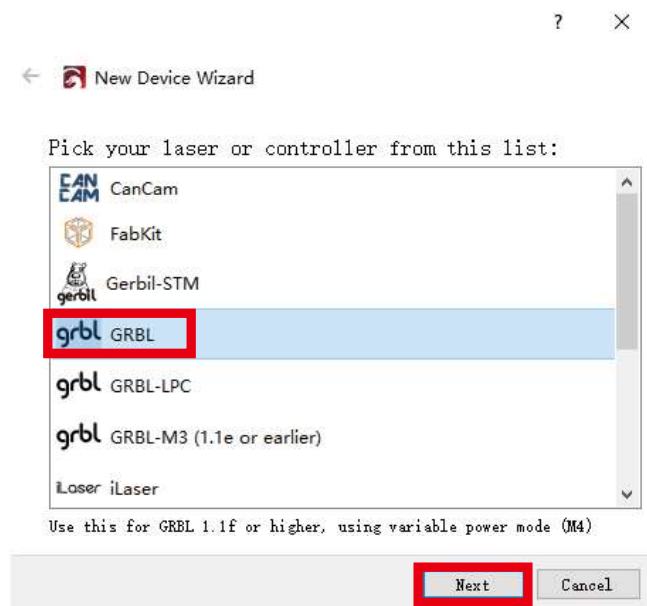 ?
×
← New Device Wizard
Pick your laser or controller from this list:
CAN CAM CanCam
FabKit
gerbil Gerbil-STM
grbl GRBL
grbl GRBL-LPC
grbl GRBL-M3 (1.1e or earlier)
iLaser iLaser
Use this for GRBL 1.1f or higher, using variable power mode (M4)
Next Cancel